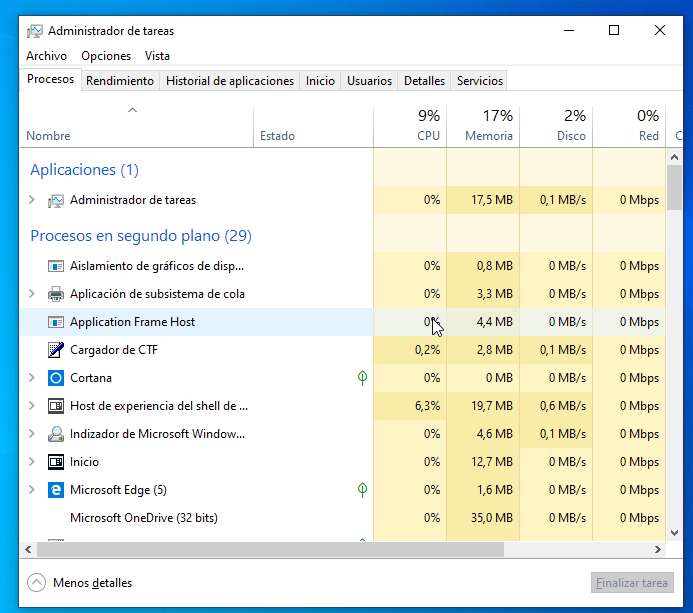 Administrador de tareas
Archivo Opciones Vista
Procesos Rendimiento Historial de aplicaciones Inicio Usuarios Detalles Servicios
9% 17% 2% 0%
Nombre Estado CPU Memoria Disco Red C
Aplicaciones (1)
Administrador de tareas 0% 17,5 MB 0,1 MB/s 0 Mbps
Procesos en segundo plano (29)
Aislamiento de gráficos de disp... 0% 0,8 MB 0 MB/s 0 Mbps
Aplicación de subsistema de cola 0% 3,3 MB 0 MB/s 0 Mbps
Application Frame Host 0% 4,4 MB 0 MB/s 0 Mbps
Cargador de CTF 0,2% 2,8 MB 0,1 MB/s 0 Mbps
Cortana 0% 0 MB 0 MB/s 0 Mbps
Host de experiencia del shell de ... 6,3% 19,7 MB 0,6 MB/s 0 Mbps
Indizador de Microsoft Window... 0% 4,6 MB 0,1 MB/s 0 Mbps
Inicio 0% 12,7 MB 0 MB/s 0 Mbps
Microsoft Edge (5) 0% 1,6 MB 0 MB/s 0 Mbps
Microsoft OneDrive (32 bits) 0% 35,0 MB 0 MB/s 0 Mbps
Menos detalles Finalizar tarea